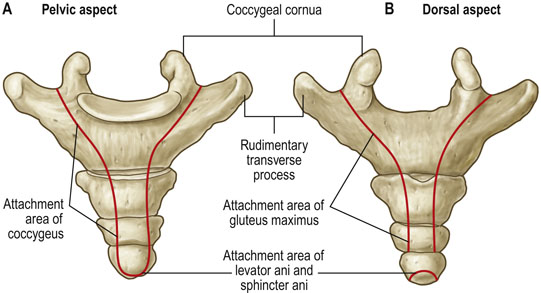 A Pelvic aspect
Coccygeal cornua
B Dorsal aspect
Rudimentary
transverse
process
Attachment
area of
coccygeus
Attachment area of
gluteus maximus
Attachment area of
levator ani and
sphincter ani